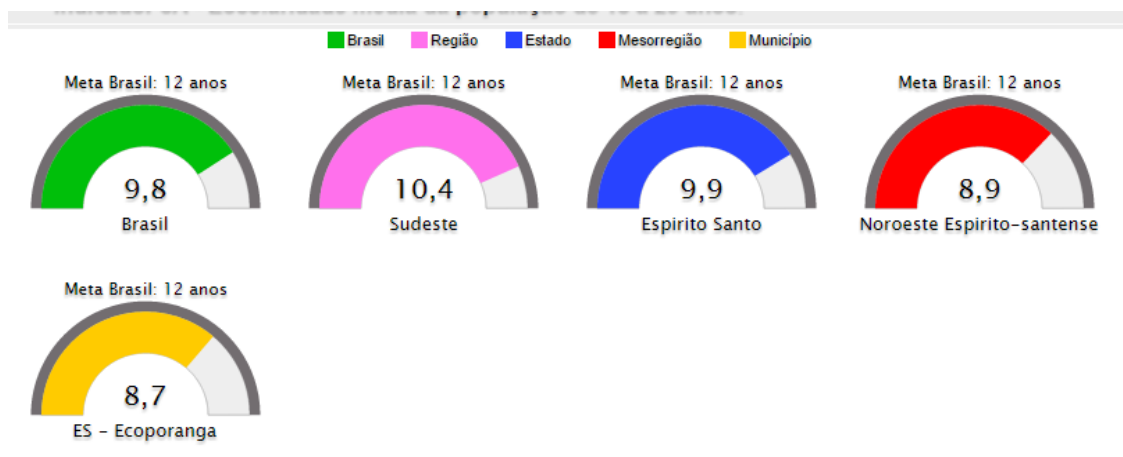 Brasil Região Estado Mesorregião Município
Meta Brasil: 12 anos Meta Brasil: 12 anos Meta Brasil: 12 anos Meta Brasil: 12 anos
9,8 10,4 9,9 8,9
Brasil Sudeste Espirito Santo Noroeste Espirito-santense
Meta Brasil: 12 anos
8,7
ES - Ecoporanga